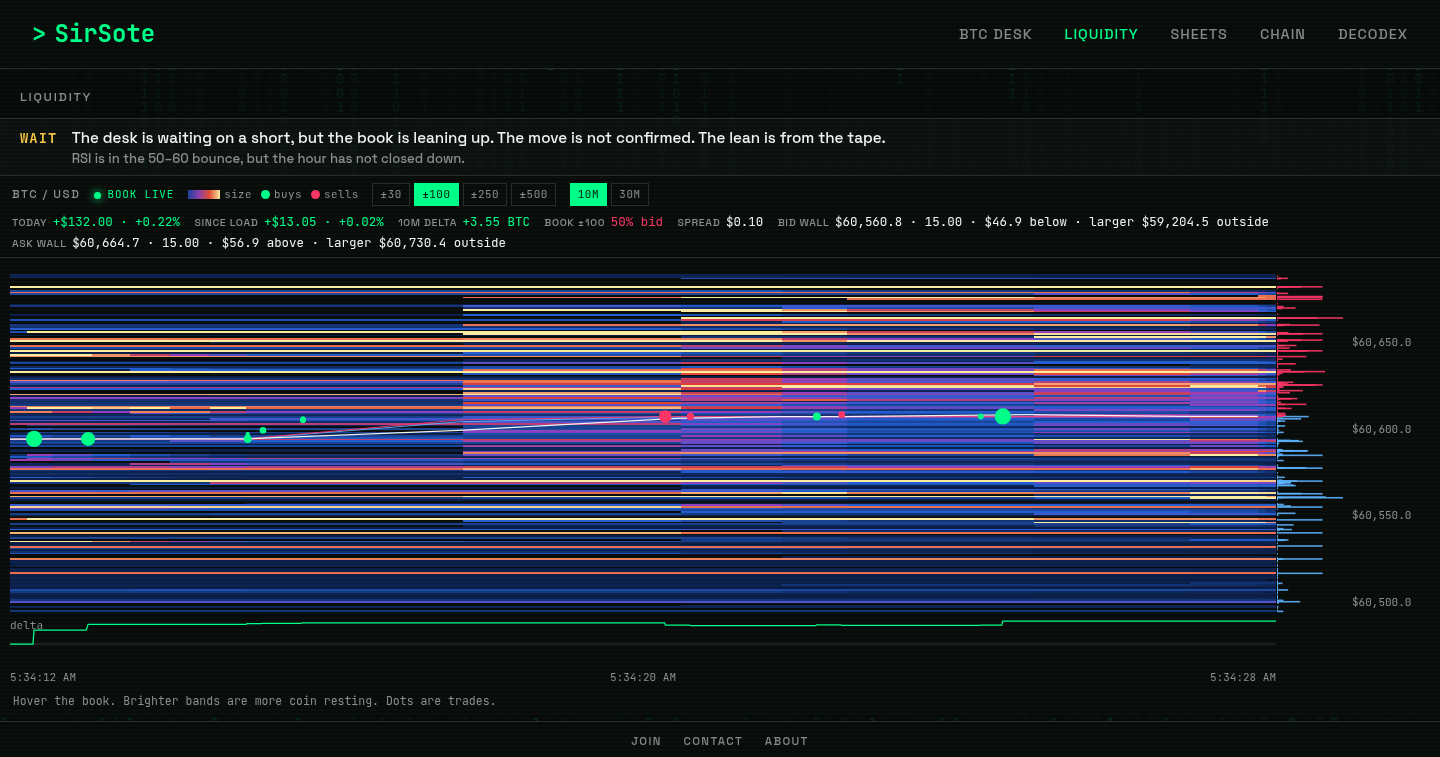 > SirSote
BTC DESK LIQUIDITY SHEETS CHAIN DECODEX
LIQUIDITY
WAIT The desk is waiting on a short, but the book is leaning up. The move is not confirmed. The lean is from the tape.
RSI is in the 50–60 bounce, but the hour has not closed down.
BTC / USD BOOK LIVE size buys sells ±30 ±100 ±250 ±500 10M 30M
TODAY +$132.00 · +0.22% SINCE LOAD +$13.05 · +0.02% 10M DELTA +3.55 BTC BOOK ±100 50% bid SPREAD $0.10 BID WALL $60,560.8 · 15.00 · $46.9 below · larger $59,204.5 outside
ASK WALL $60,664.7 · 15.00 · $56.9 above · larger $60,730.4 outside
$60,650.0
$60,600.0
$60,550.0
$60,500.0
delta
5:34:12 AM 5:34:20 AM 5:34:28 AM
Hover the book. Brighter bands are more coin resting. Dots are trades.
JOIN CONTACT ABOUT